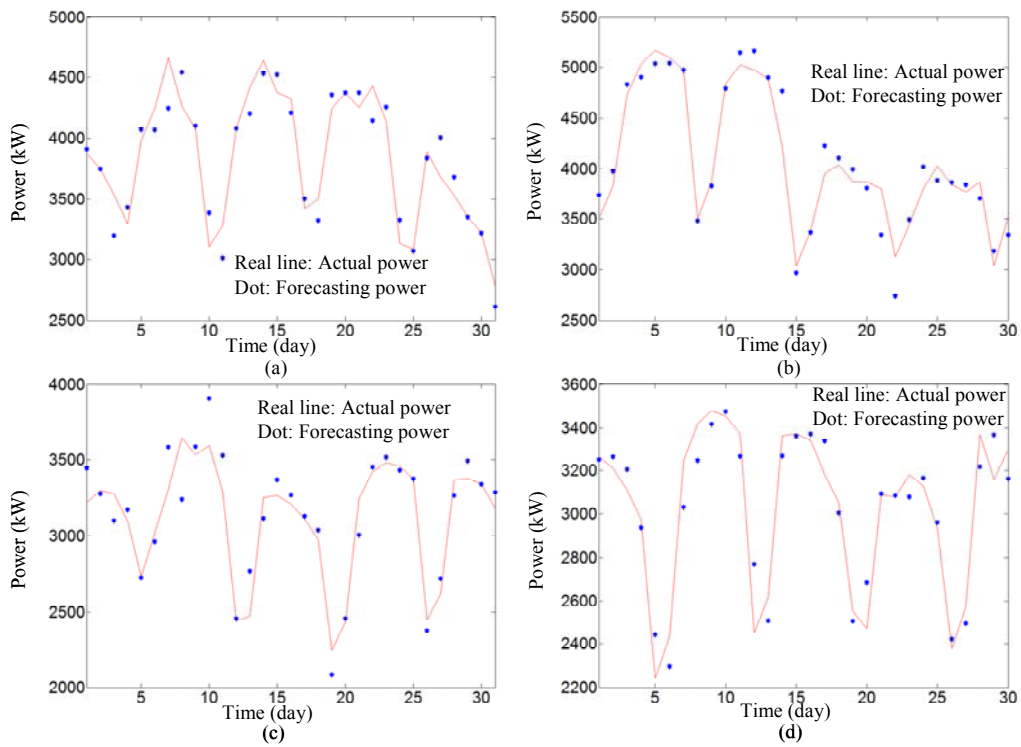 5000
4500
4000
3500
3000
2500
Power (kW)
Real line: Actual power
Dot: Forecasting power
5
10
15
20
25
30
Time (day)
(a)
5500
5000
4500
4000
3500
3000
2500
Power (kW)
Real line: Actual power
Dot: Forecasting power
5
10
15
20
25
30
Time (day)
(b)
4000
3500
3000
2500
2000
Power (kW)
Real line: Actual power
Dot: Forecasting power
5
10
15
20
25
30
Time (day)
(c)
3600
3400
3200
3000
2800
2600
2400
2200
Power (kW)
Real line: Actual power
Dot: Forecasting power
5
10
15
20
25
30
Time (day)
(d)